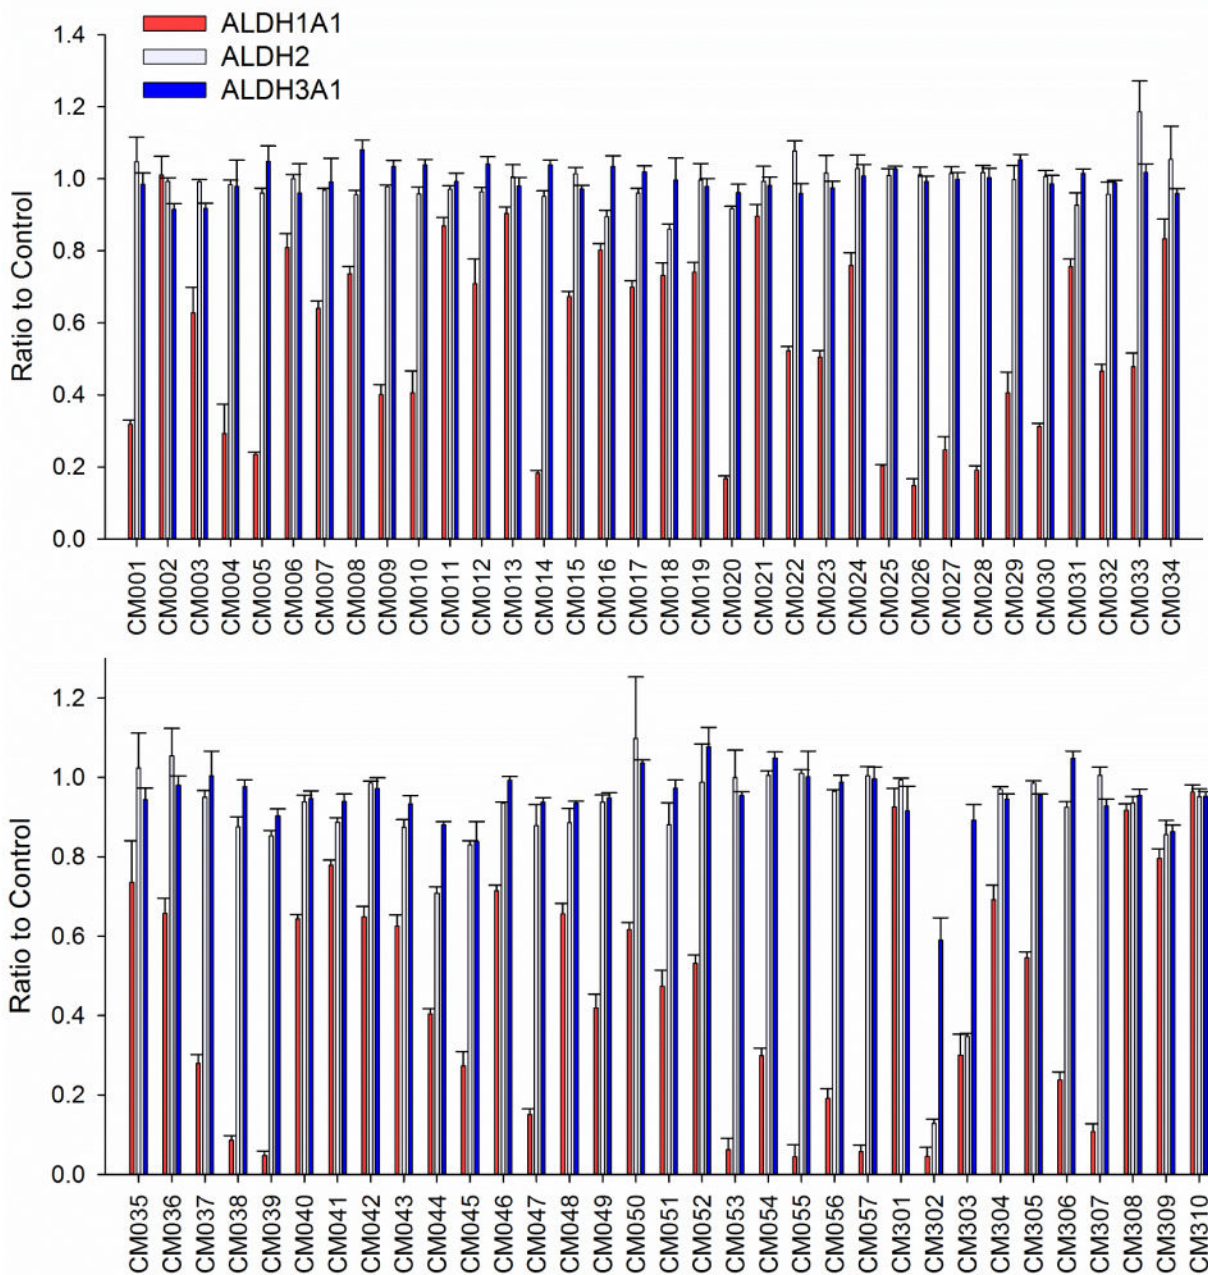 ALDH1A1
ALDH2
ALDH3A1
1.4
1.2
1.0
0.8
0.6
0.4
0.2
0.0
Ratio to Control
CM001 CM002 CM003 CM004 CM005 CM006 CM007 CM008 CM009 CM010 CM011 CM012 CM013 CM014 CM015 CM016 CM017 CM018 CM019 CM020 CM021 CM022 CM023 CM024 CM025 CM026 CM027 CM028 CM029 CM030 CM031 CM032 CM033 CM034
1.2
1.0
0.8
0.6
0.4
0.2
0.0
Ratio to Control
CM035 CM036 CM037 CM038 CM039 CM040 CM041 CM042 CM043 CM044 CM045 CM046 CM047 CM048 CM049 CM050 CM051 CM052 CM053 CM054 CM055 CM056 CM057 CM301 CM302 CM303 CM304 CM305 CM306 CM307 CM308 CM309 CM310